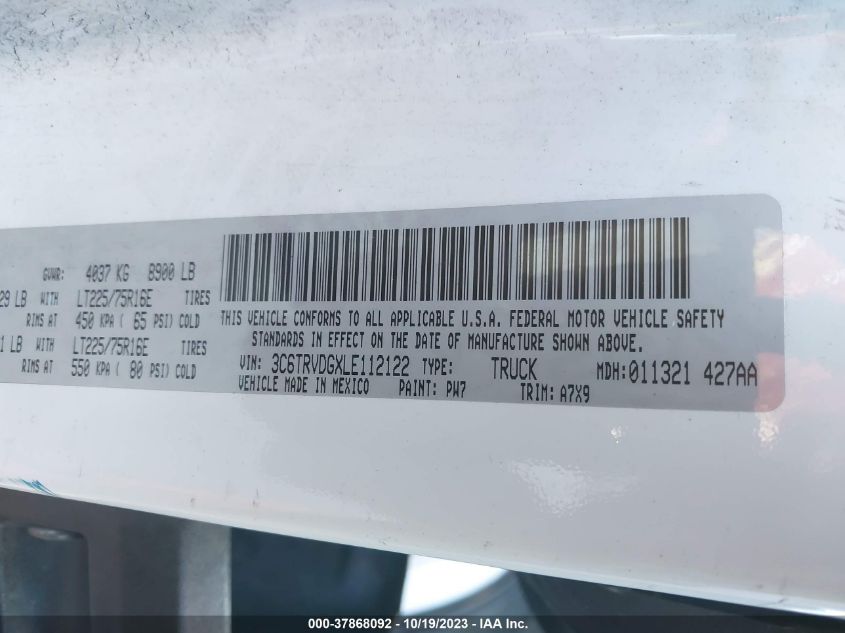 GVWR: 4037 KG 8900 LB
29 LB WITH LT225/75R16E TIRES
RIMS AT 450 KPA ( 65 PSI) COLD
1 LB WITH LT225/75R16E TIRES
RIMS AT 550 KPA ( 80 PSI) COLD
THIS VEHICLE CONFORMS TO ALL APPLICABLE U.S.A. FEDERAL MOTOR VEHICLE SAFETY
STANDARDS IN EFFECT ON THE DATE OF MANUFACTURE SHOWN ABOVE.
VIN: 3C6TRVDGXLE112122 TYPE: TRUCK MDH:011321 427AA
VEHICLE MADE IN MEXICO PAINT: PW7 TRIM: A7X9
000-37868092 - 10/19/2023 - IAA Inc.